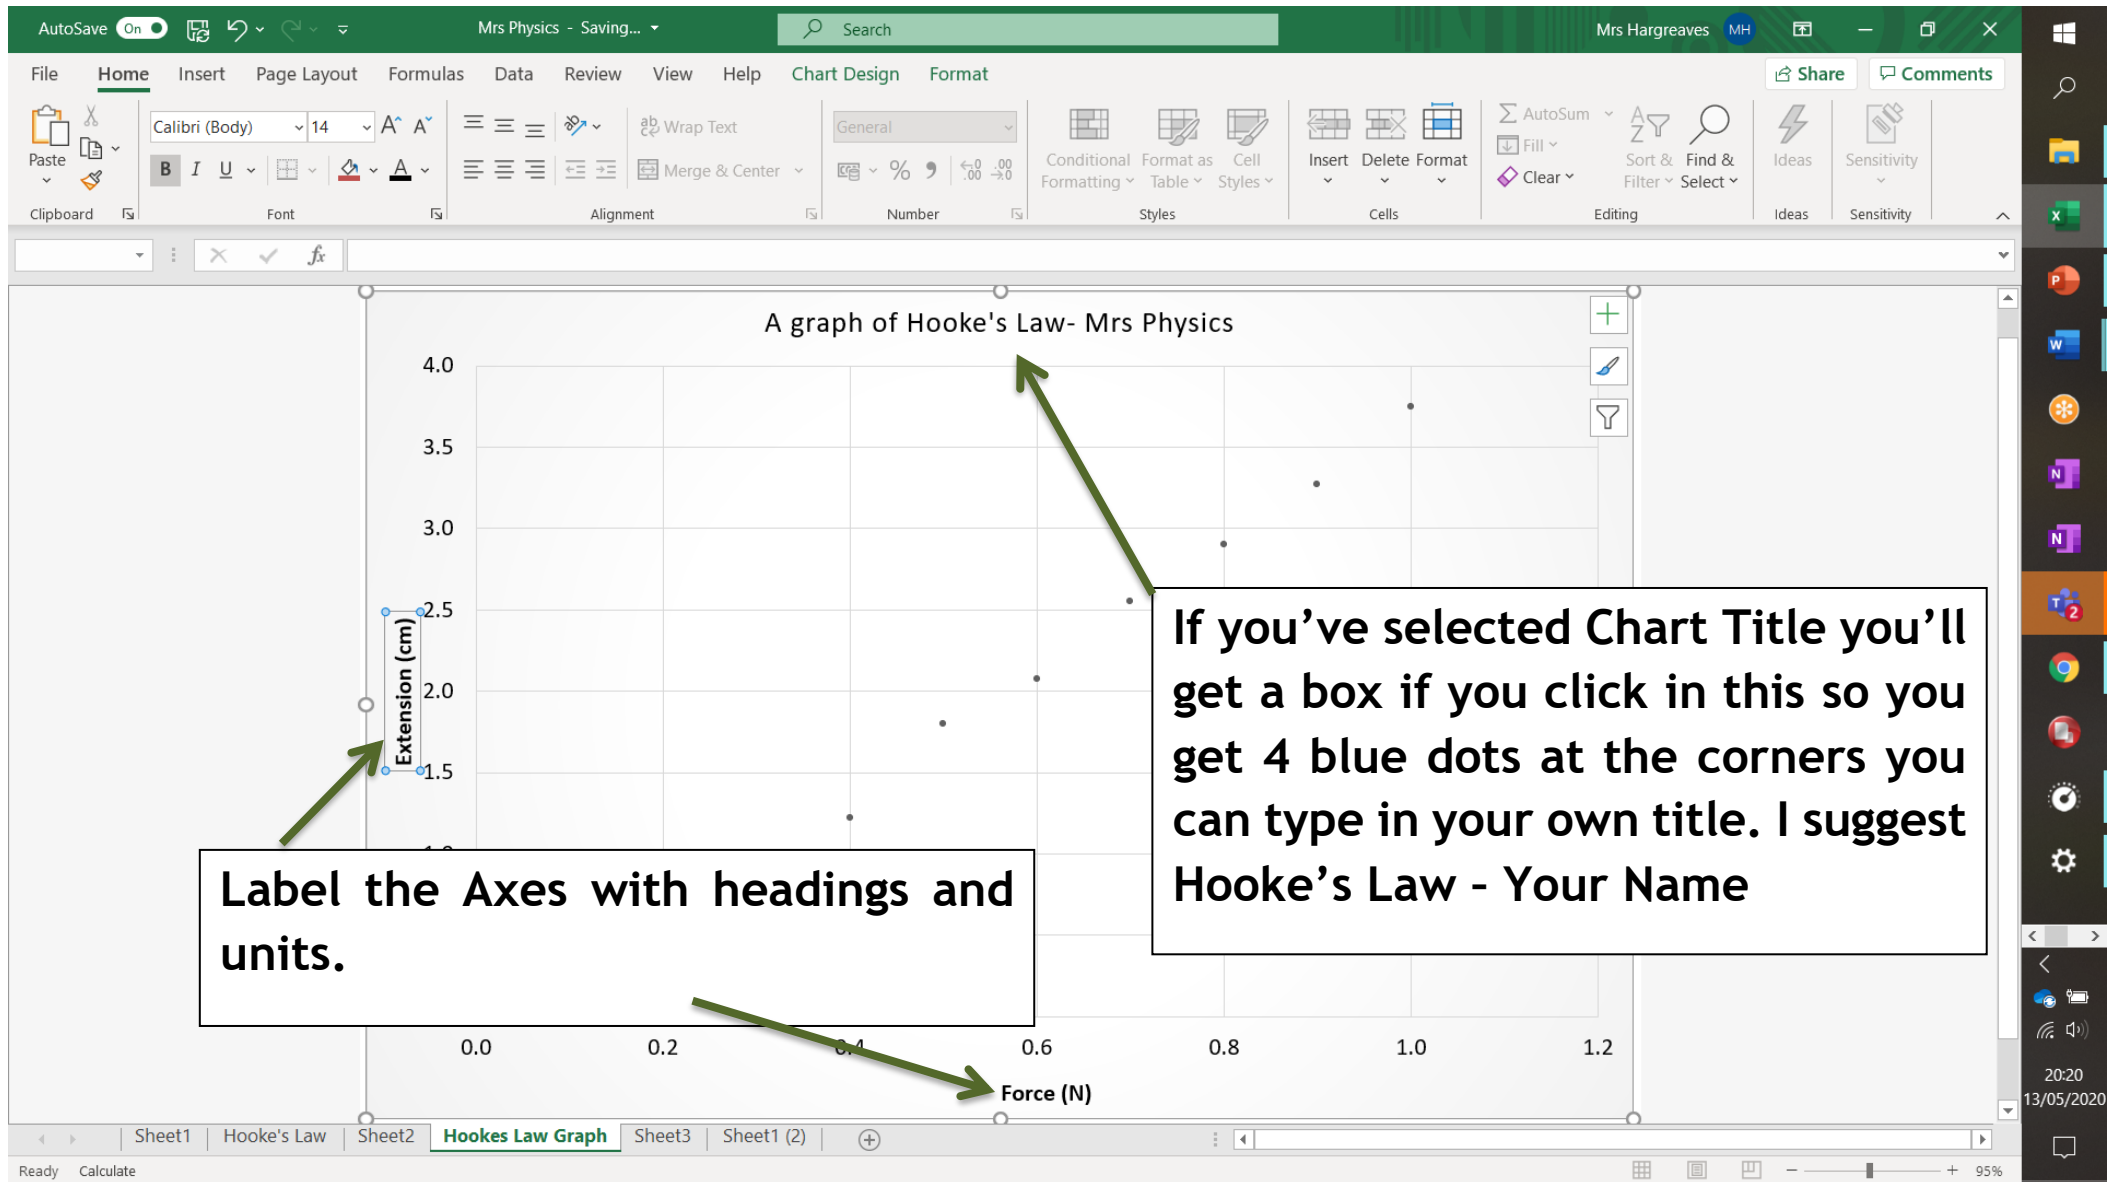 AutoSave On Mrs Physics - Saving... Search Mrs Hargreaves MH
File Home Insert Page Layout Formulas Data Review View Help Chart Design Format Share Comments
Paste Calibri (Body) 14 A A ab Wrap Text General AutoSum
B I U A Merge & Center % Conditional Formatting Format as Table Cell Styles Insert Delete Format Fill Clear Sort & Filter Find & Select Ideas Sensitivity
Clipboard Font Alignment Number Styles Cells Editing Ideas Sensitivity
fx
A graph of Hooke's Law- Mrs Physics
4.0
3.5
3.0
2.5
2.0
1.5
Extension (cm)
If you’ve selected Chart Title you’ll
get a box if you click in this so you
get 4 blue dots at the corners you
can type in your own title. I suggest
Hooke’s Law – Your Name
Label the Axes with headings and
units.
0.0 0.2 0.4 0.6 0.8 1.0 1.2
Force (N)
20:20
13/05/2020
Sheet1 Hooke's Law Sheet2 Hookes Law Graph Sheet3 Sheet1 (2)
Ready Calculate 95%